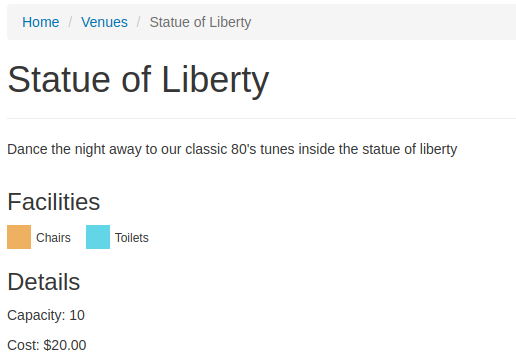 Home / Venues / Statue of Liberty
Statue of Liberty
Dance the night away to our classic 80's tunes inside the statue of liberty
Facilities
Chairs Toilets
Details
Capacity: 10
Cost: $20.00